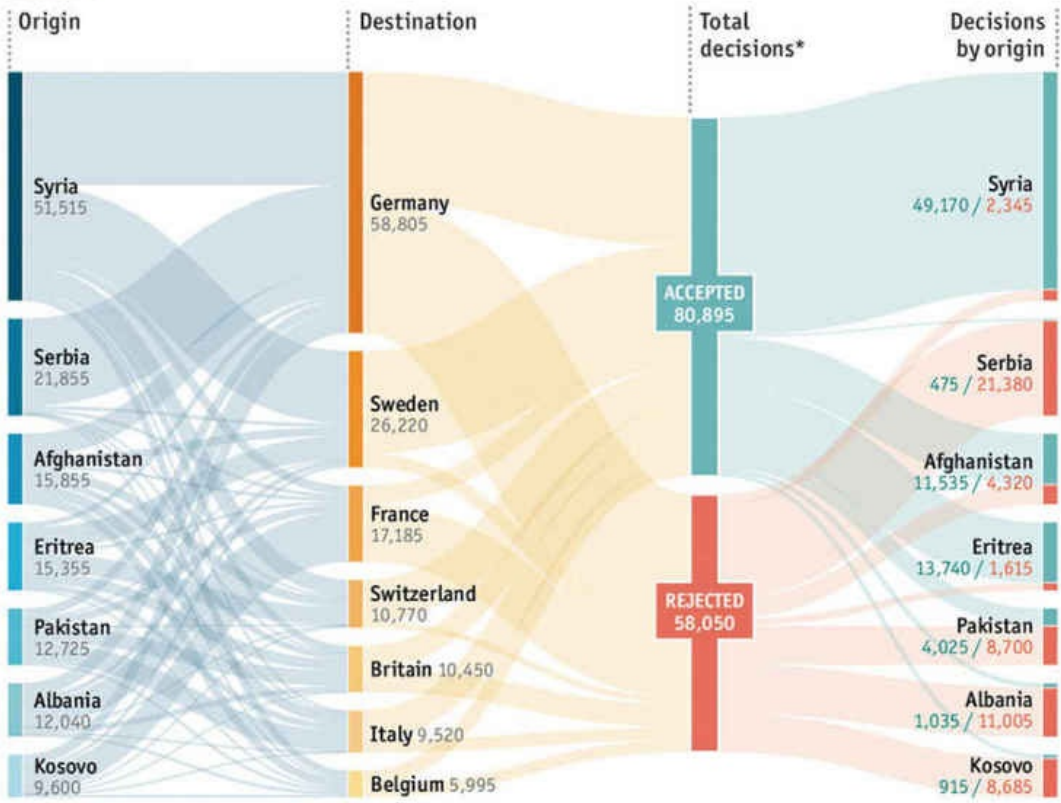 Origin
Destination
Total
decisions*
Decisions
by origin
Syria
51,515
Serbia
21,855
Afghanistan
15,855
Eritrea
15,355
Pakistan
12,725
Albania
12,040
Kosovo
9,600
Germany
58,805
Sweden
26,220
France
17,185
Switzerland
10,770
Britain 10,450
Italy 9,520
Belgium 5,995
ACCEPTED
80,895
REJECTED
58,050
Syria
49,170 / 2,345
Serbia
475 / 21,380
Afghanistan
11,535 / 4,320
Eritrea
13,740 / 1,615
Pakistan
4,025 / 8,700
Albania
1,035 / 11,005
Kosovo
915 / 8,685